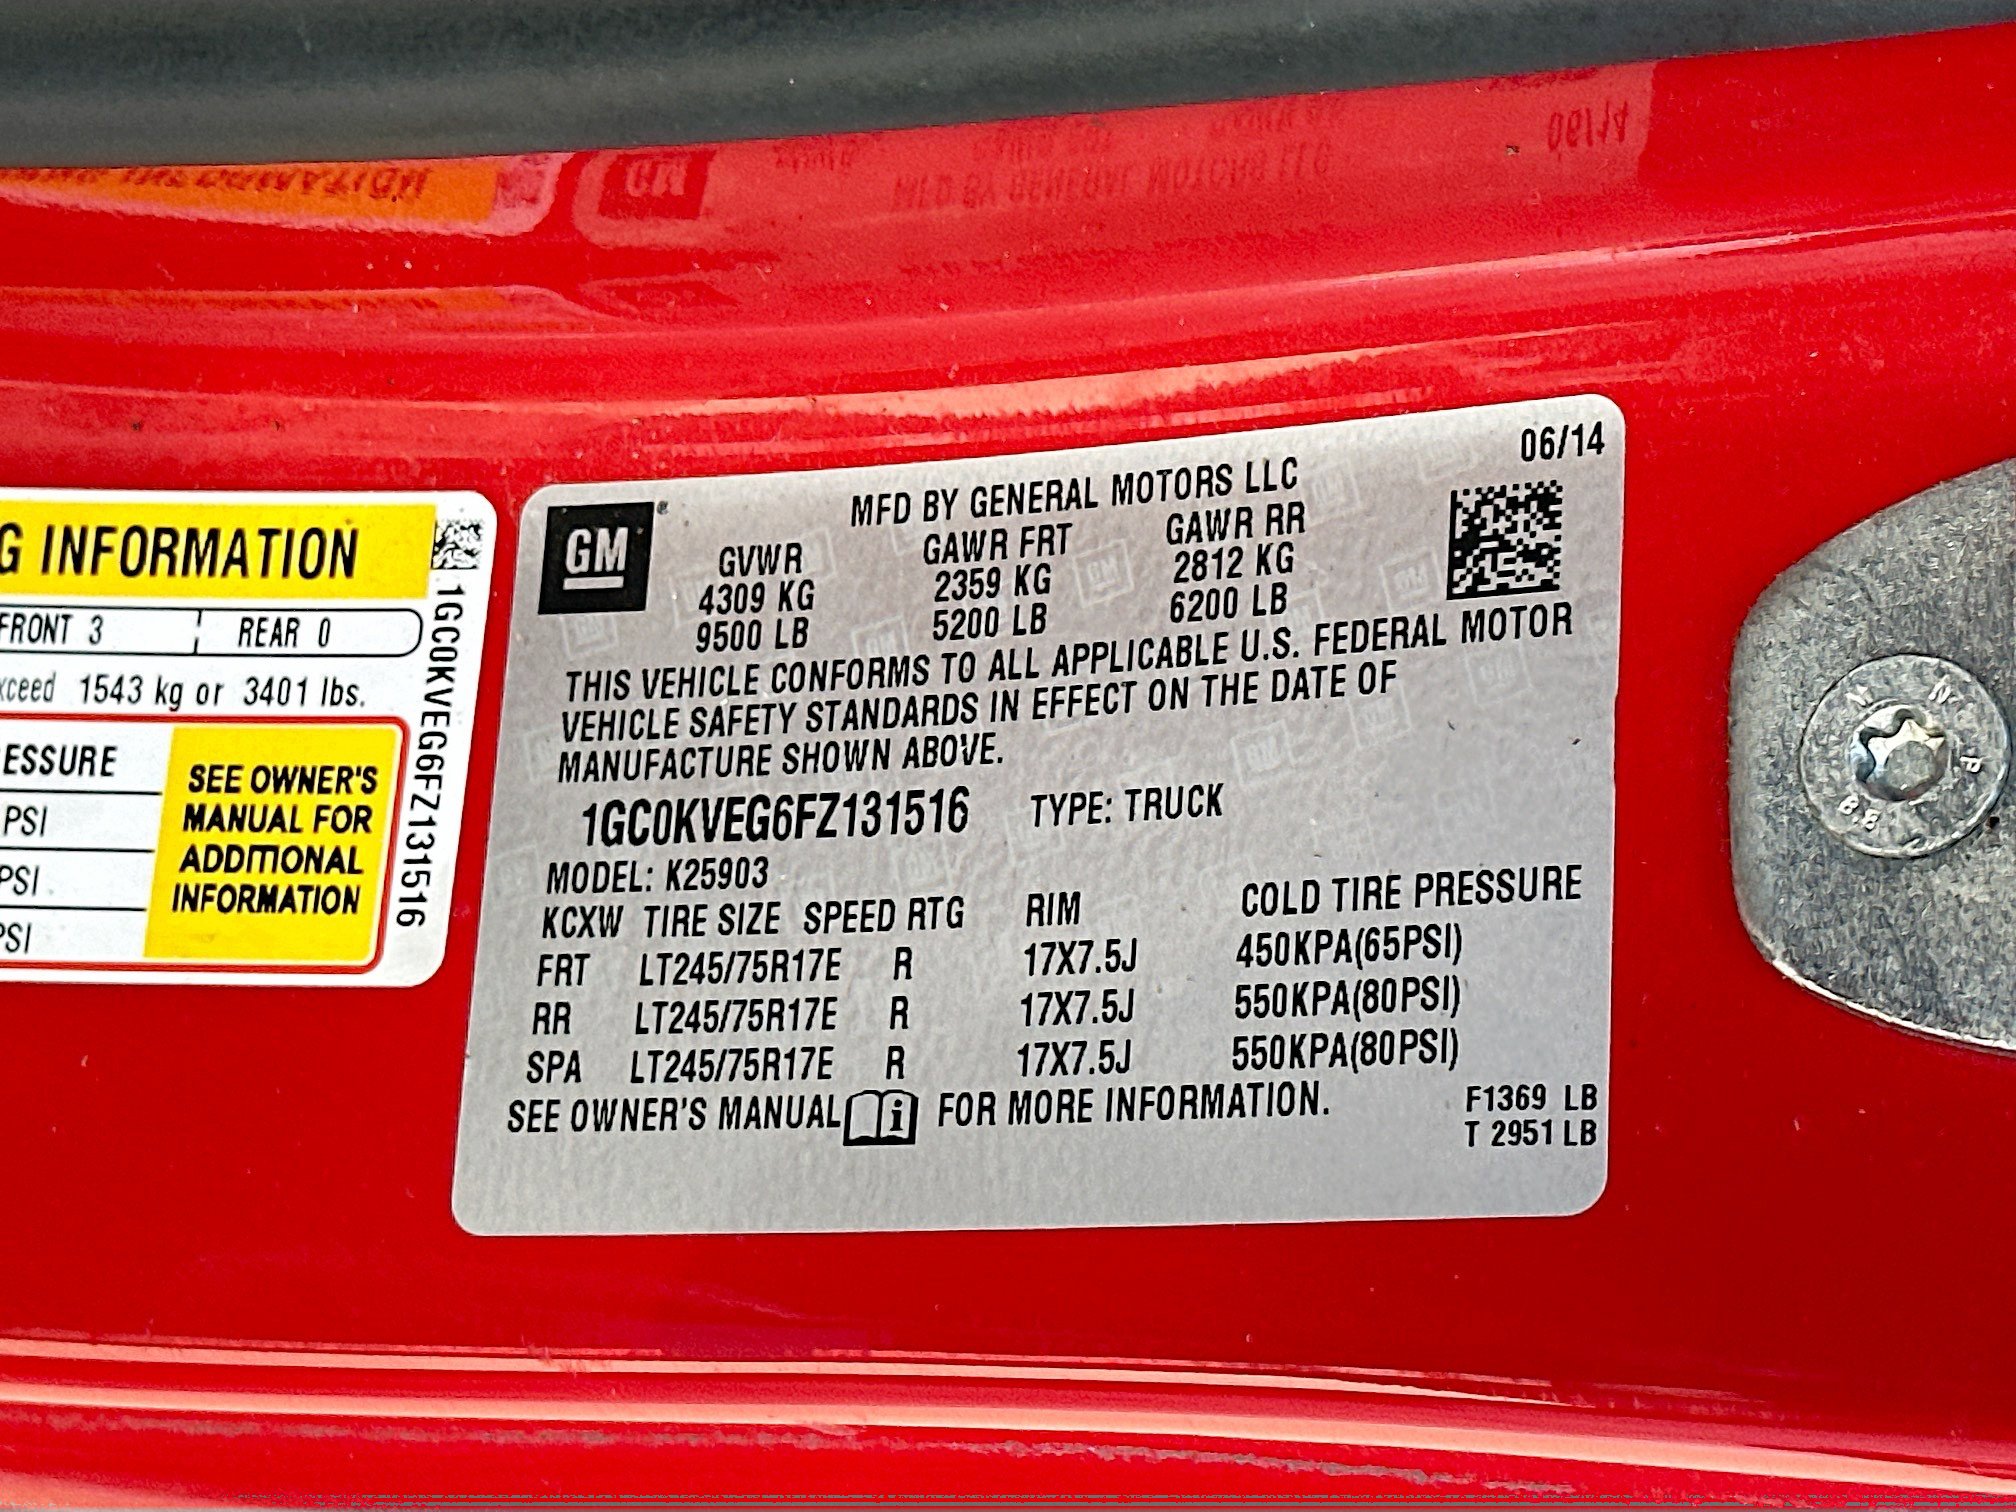 G INFORMATION
FRONT 3 REAR 0
xceed 1543 kg or 3401 lbs.
ESSURE
PSI
PSI
PSI
SEE OWNER'S
MANUAL FOR
ADDITIONAL
INFORMATION
1GC0KVEG6FZ131516
06/14
GM
MFD BY GENERAL MOTORS LLC
GVWR GAWR FRT GAWR RR
4309 KG 2359 KG 2812 KG
9500 LB 5200 LB 6200 LB
THIS VEHICLE CONFORMS TO ALL APPLICABLE U.S. FEDERAL MOTOR
VEHICLE SAFETY STANDARDS IN EFFECT ON THE DATE OF
MANUFACTURE SHOWN ABOVE.
1GC0KVEG6FZ131516 TYPE: TRUCK
MODEL: K25903
KCXW TIRE SIZE SPEED RTG RIM COLD TIRE PRESSURE
FRT LT245/75R17E R 17X7.5J 450KPA(65PSI)
RR LT245/75R17E R 17X7.5J 550KPA(80PSI)
SPA LT245/75R17E R 17X7.5J 550KPA(80PSI)
SEE OWNER'S MANUAL FOR MORE INFORMATION.
F1369 LB
T 2951 LB
8.8